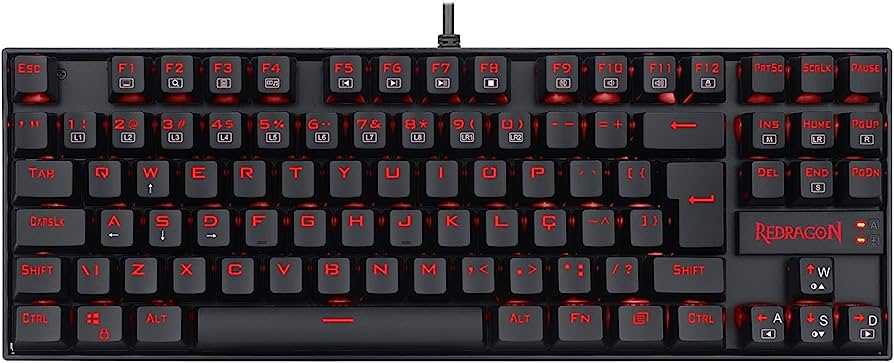 Esc F1 F2 F3 F4 F5 F6 F7 F8 F9 F10 F11 F12 PrtSc ScrLk Pause
' " 1 ! 2 @ 3 # 4 $ 5 % 6 ¨ 7 & 8 * 9 ( 0 ) - = + ← Ins Home PgUp
L1 L2 L3 L4 L5 L6 L7 L8 LR1 LR2 M LR R
Tab Q W E R T Y U I O P [ { ← Del End PgDn
↑ S
CapsLk A S D F G H J K L Ç ~ ^ ] } REDRAGON A
← ↓ →
Shift \ | Z X C V B N M , < . > ; : / ? Shift ↑ W
Ctrl Alt Alt Fn Ctrl ← A ↓ S → D